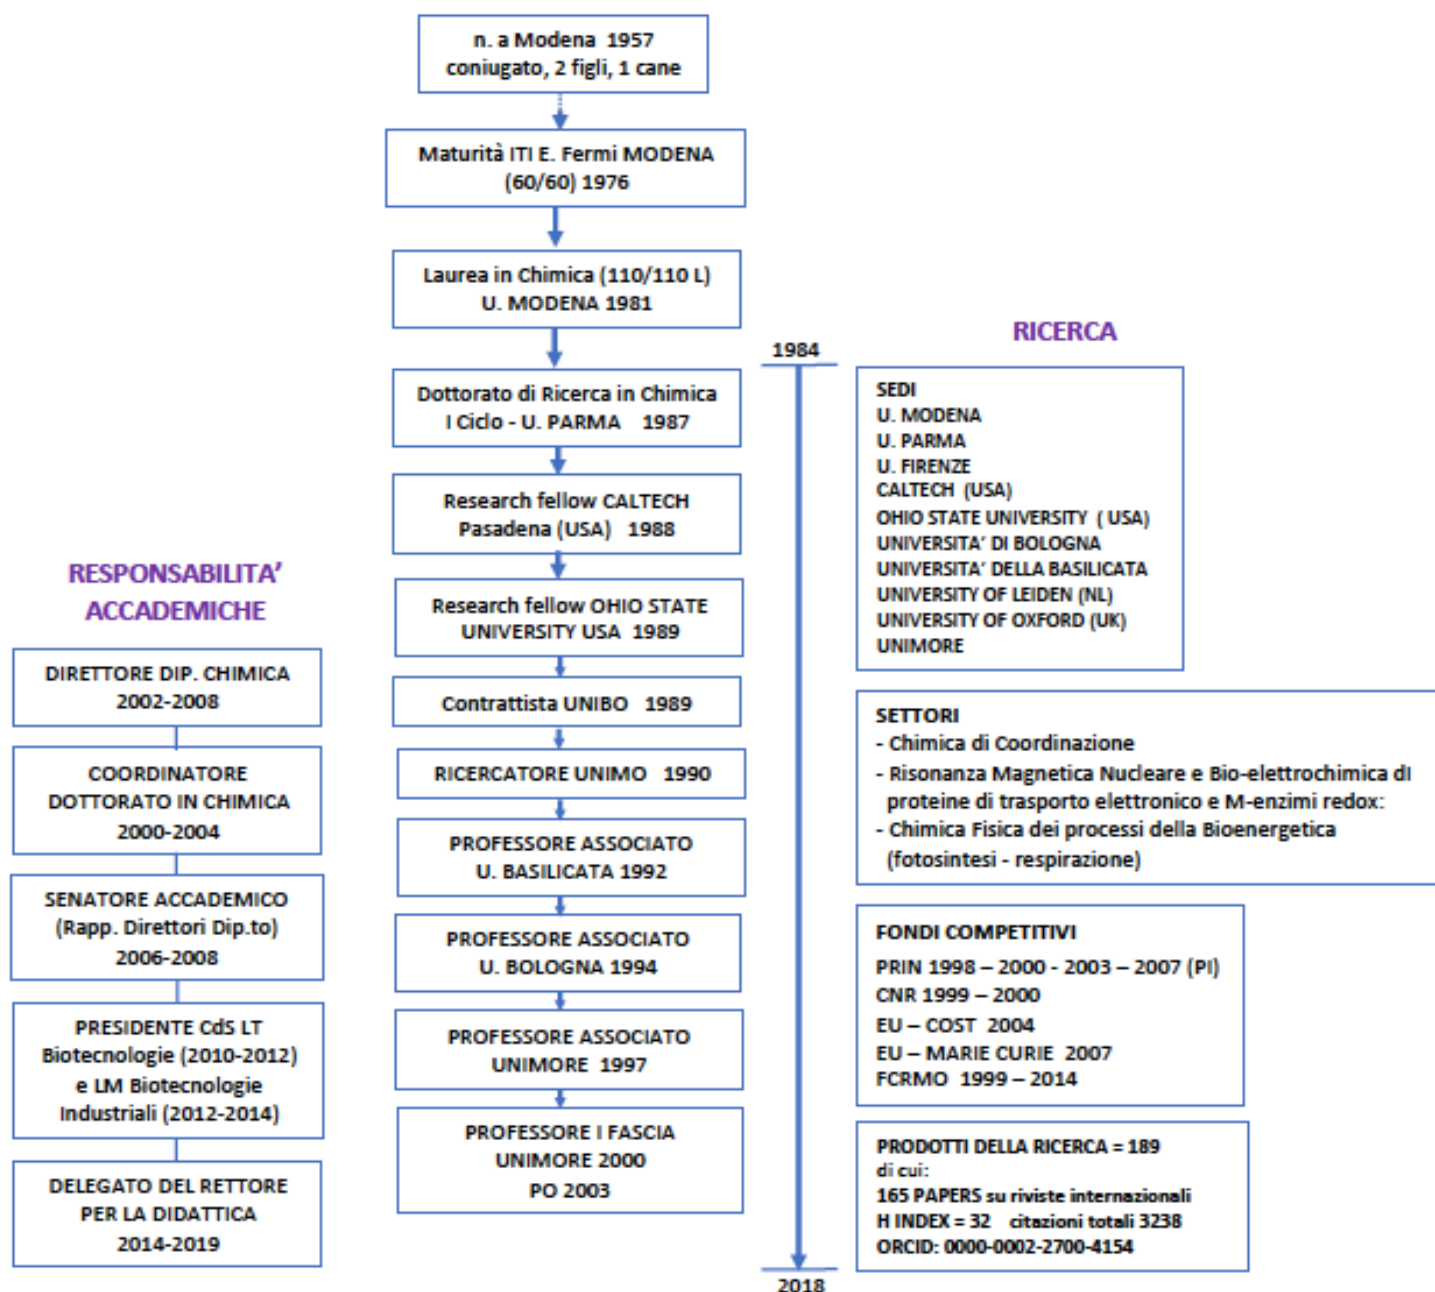 n. a Modena 1957
coniugato, 2 figli, 1 cane
Maturità ITI E. Fermi MODENA
(60/60) 1976
Laurea in Chimica (110/110 L)
U. MODENA 1981
Dottorato di Ricerca in Chimica
I Ciclo - U. PARMA 1987
Research fellow CALTECH
Pasadena (USA) 1988
Research fellow OHIO STATE
UNIVERSITY USA 1989
Contrattista UNIBO 1989
RICERCATORE UNIMO 1990
PROFESSORE ASSOCIATO
U. BASILICATA 1992
PROFESSORE ASSOCIATO
U. BOLOGNA 1994
PROFESSORE ASSOCIATO
UNIMORE 1997
PROFESSORE I FASCIA
UNIMORE 2000
PO 2003
RESPONSABILITA’
ACCADEMICHE
DIRETTORE DIP. CHIMICA
2002-2008
COORDINATORE
DOTTORATO IN CHIMICA
2000-2004
SENATORE ACCADEMICO
(Rapp. Direttori Dip.to)
2006-2008
PRESIDENTE CdS LT
Biotecnologie (2010-2012)
e LM Biotecnologie
Industriali (2012-2014)
DELEGATO DEL RETTORE
PER LA DIDATTICA
2014-2019
1984
2018
RICERCA
SEDI
U. MODENA
U. PARMA
U. FIRENZE
CALTECH (USA)
OHIO STATE UNIVERSITY ( USA)
UNIVERSITA’ DI BOLOGNA
UNIVERSITA’ DELLA BASILICATA
UNIVERSITY OF LEIDEN (NL)
UNIVERSITY OF OXFORD (UK)
UNIMORE
SETTORI
- Chimica di Coordinazione
- Risonanza Magnetica Nucleare e Bio-elettrochimica dI
proteine di trasporto elettronico e M-enzimi redox:
- Chimica Fisica dei processi della Bioenergetica
(fotosintesi - respirazione)
FONDI COMPETITIVI
PRIN 1998 – 2000 - 2003 – 2007 (PI)
CNR 1999 – 2000
EU – COST 2004
EU – MARIE CURIE 2007
FCRMO 1999 – 2014
PRODOTTI DELLA RICERCA = 189
di cui:
165 PAPERS su riviste internazionali
H INDEX = 32 citazioni totali 3238
ORCID: 0000-0002-2700-4154